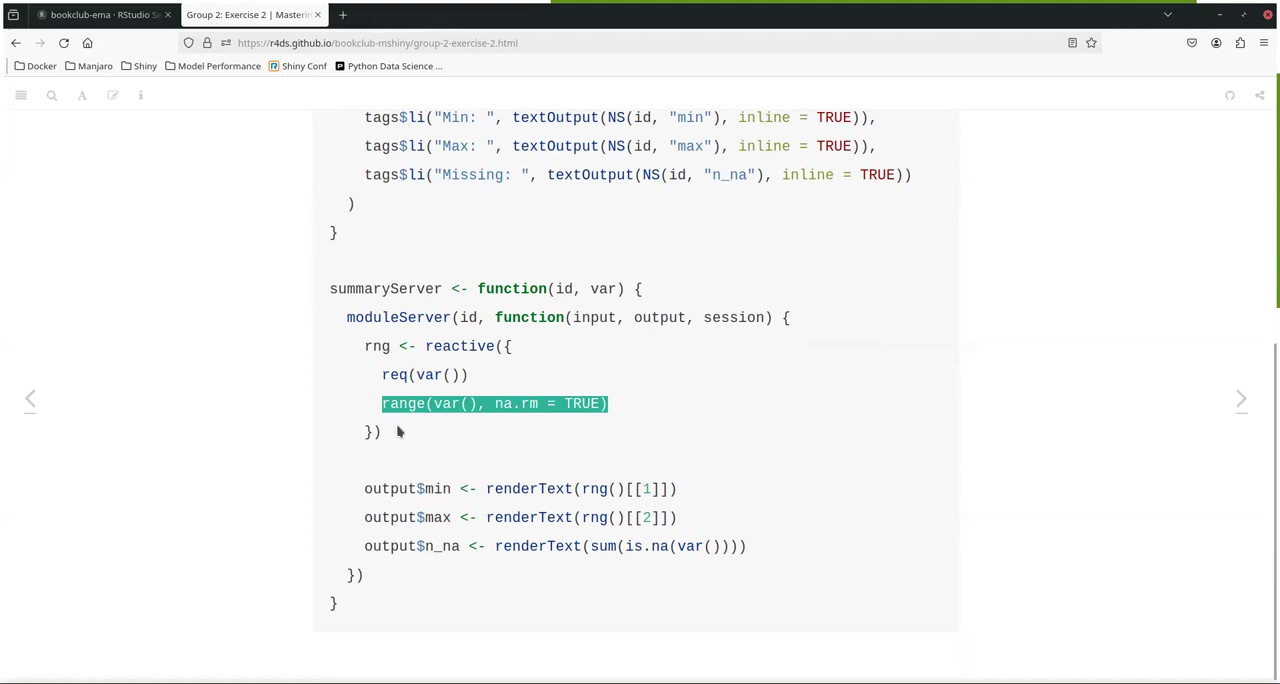 bookclub-ema · RStudio Se
Group 2: Exercise 2 | Masterin
https://r4ds.github.io/bookclub-mshiny/group-2-exercise-2.html
Docker Manjaro Shiny Model Performance Shiny Conf Python Data Science ...
tags$li("Min: ", textOutput(NS(id, "min"), inline = TRUE)),
tags$li("Max: ", textOutput(NS(id, "max"), inline = TRUE)),
tags$li("Missing: ", textOutput(NS(id, "n_na"), inline = TRUE))
)
}
summaryServer <- function(id, var) {
moduleServer(id, function(input, output, session) {
rng <- reactive({
req(var())
range(var(), na.rm = TRUE)
})
output$min <- renderText(rng()[[1]])
output$max <- renderText(rng()[[2]])
output$n_na <- renderText(sum(is.na(var())))
})
}